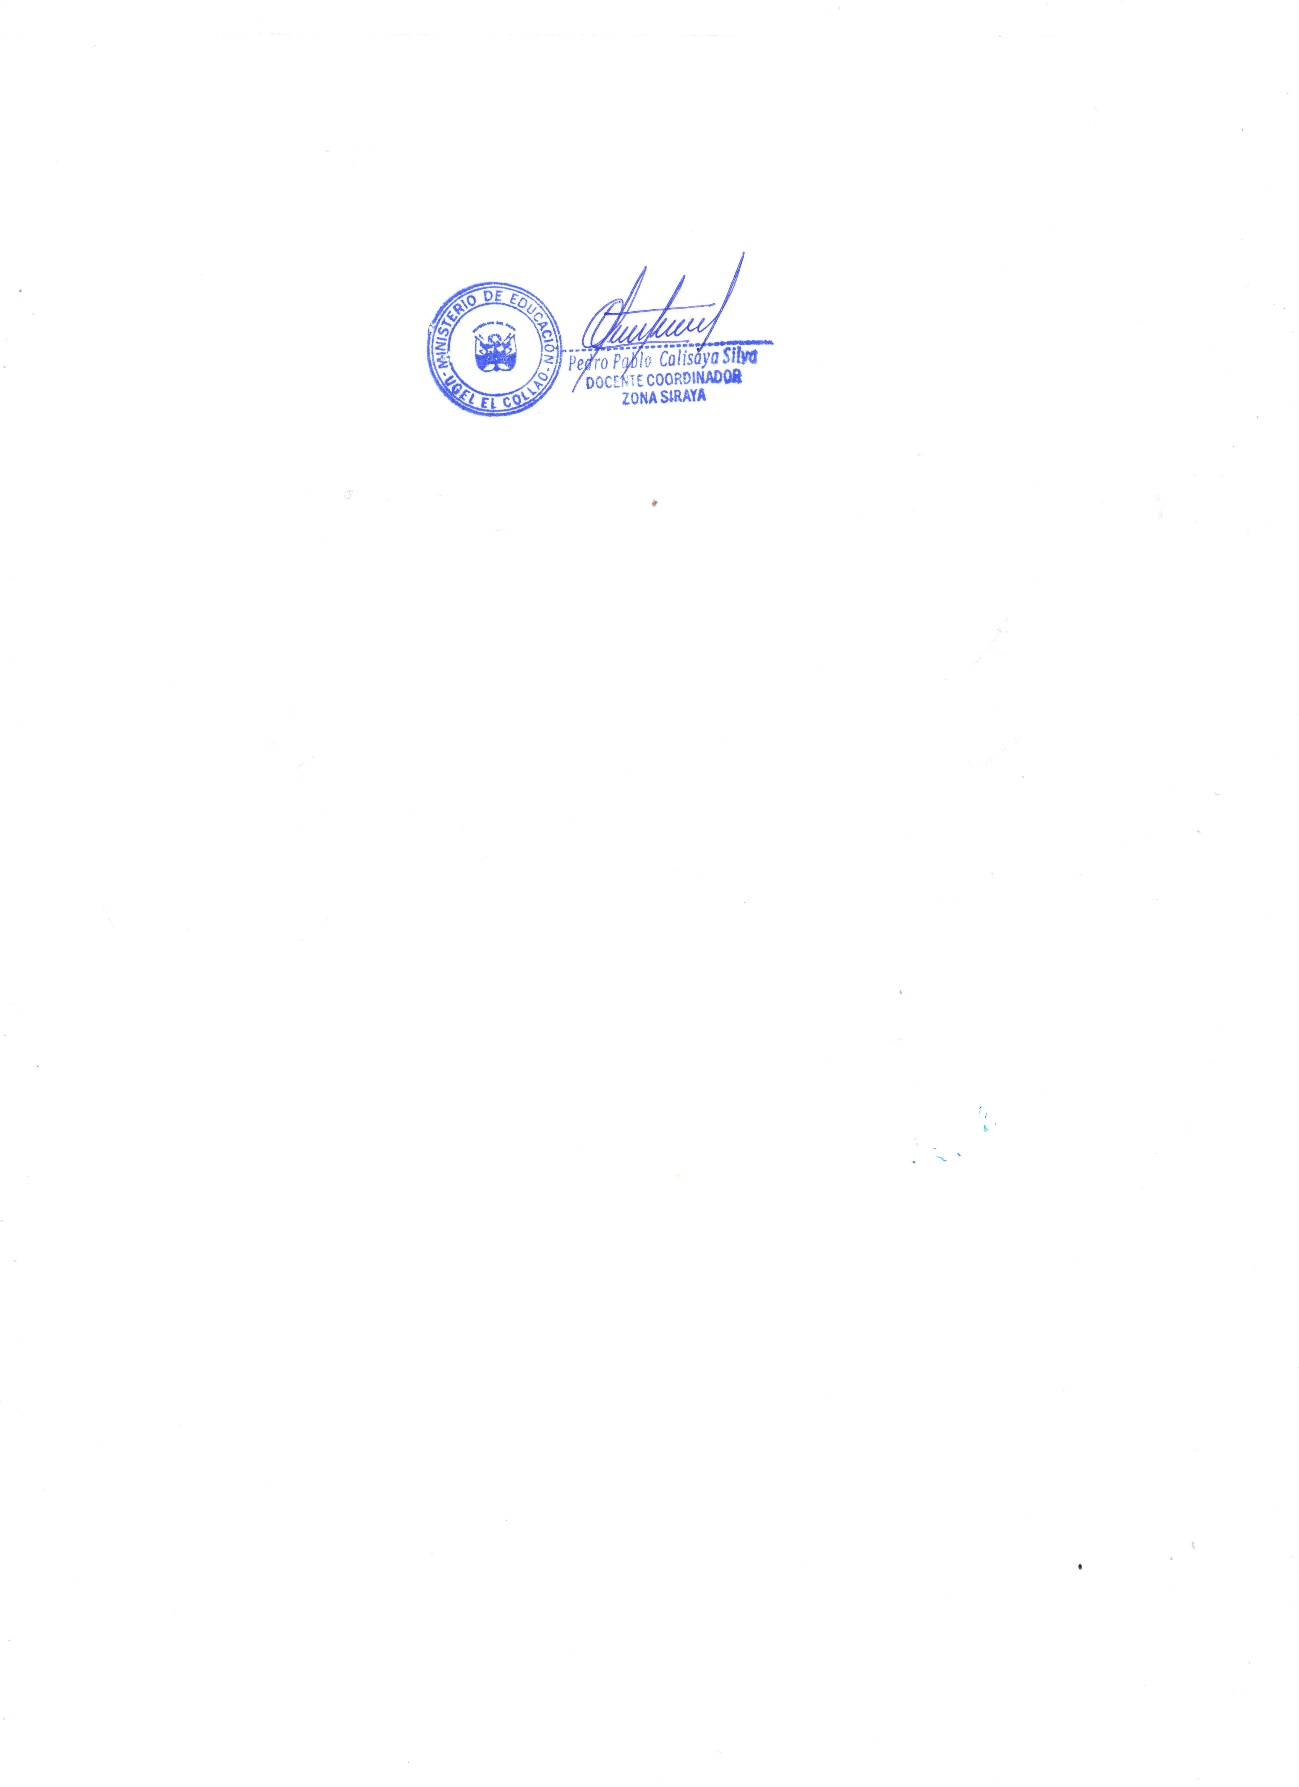 MINISTERIO DE EDUCACIÓN
- UGEL EL COLLAO -
Pedro Pablo Calisaya Silva
DOCENTE COORDINADOR
ZONA SIRAYA